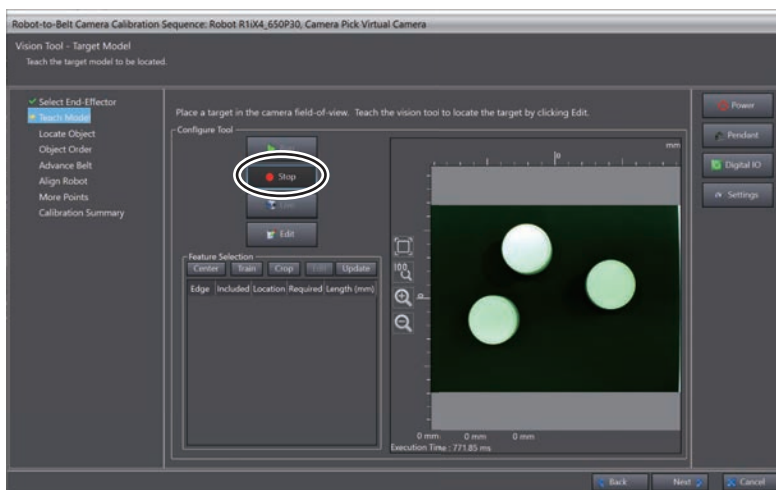 Robot-to-Belt Camera Calibration Sequence: Robot R1iX4_650P30, Camera Pick Virtual Camera
Vision Tool - Target Model
Teach the target model to be located.
Select End-Effector
Teach Model
Locate Object
Object Order
Advance Belt
Align Robot
More Points
Calibration Summary
Place a target in the camera field-of-view. Teach the vision tool to locate the target by clicking Edit.
Configure Tool
Stop
Live
Edit
Feature Selection
Center Train Crop Edit Update
Edge Included Location Required Length (mm)
mm
0
100
0
0 mm 0 mm 0 mm
Execution Time : 771.85 ms
Power
Pendant
Digital IO
Settings
Back Next Cancel